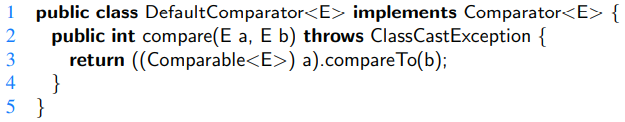 1 public class DefaultComparator<E> implements Comparator<E> {
2 public int compare(E a, E b) throws ClassCastException {
3 return ((Comparable<E>) a).compareTo(b);
4 }
5 }